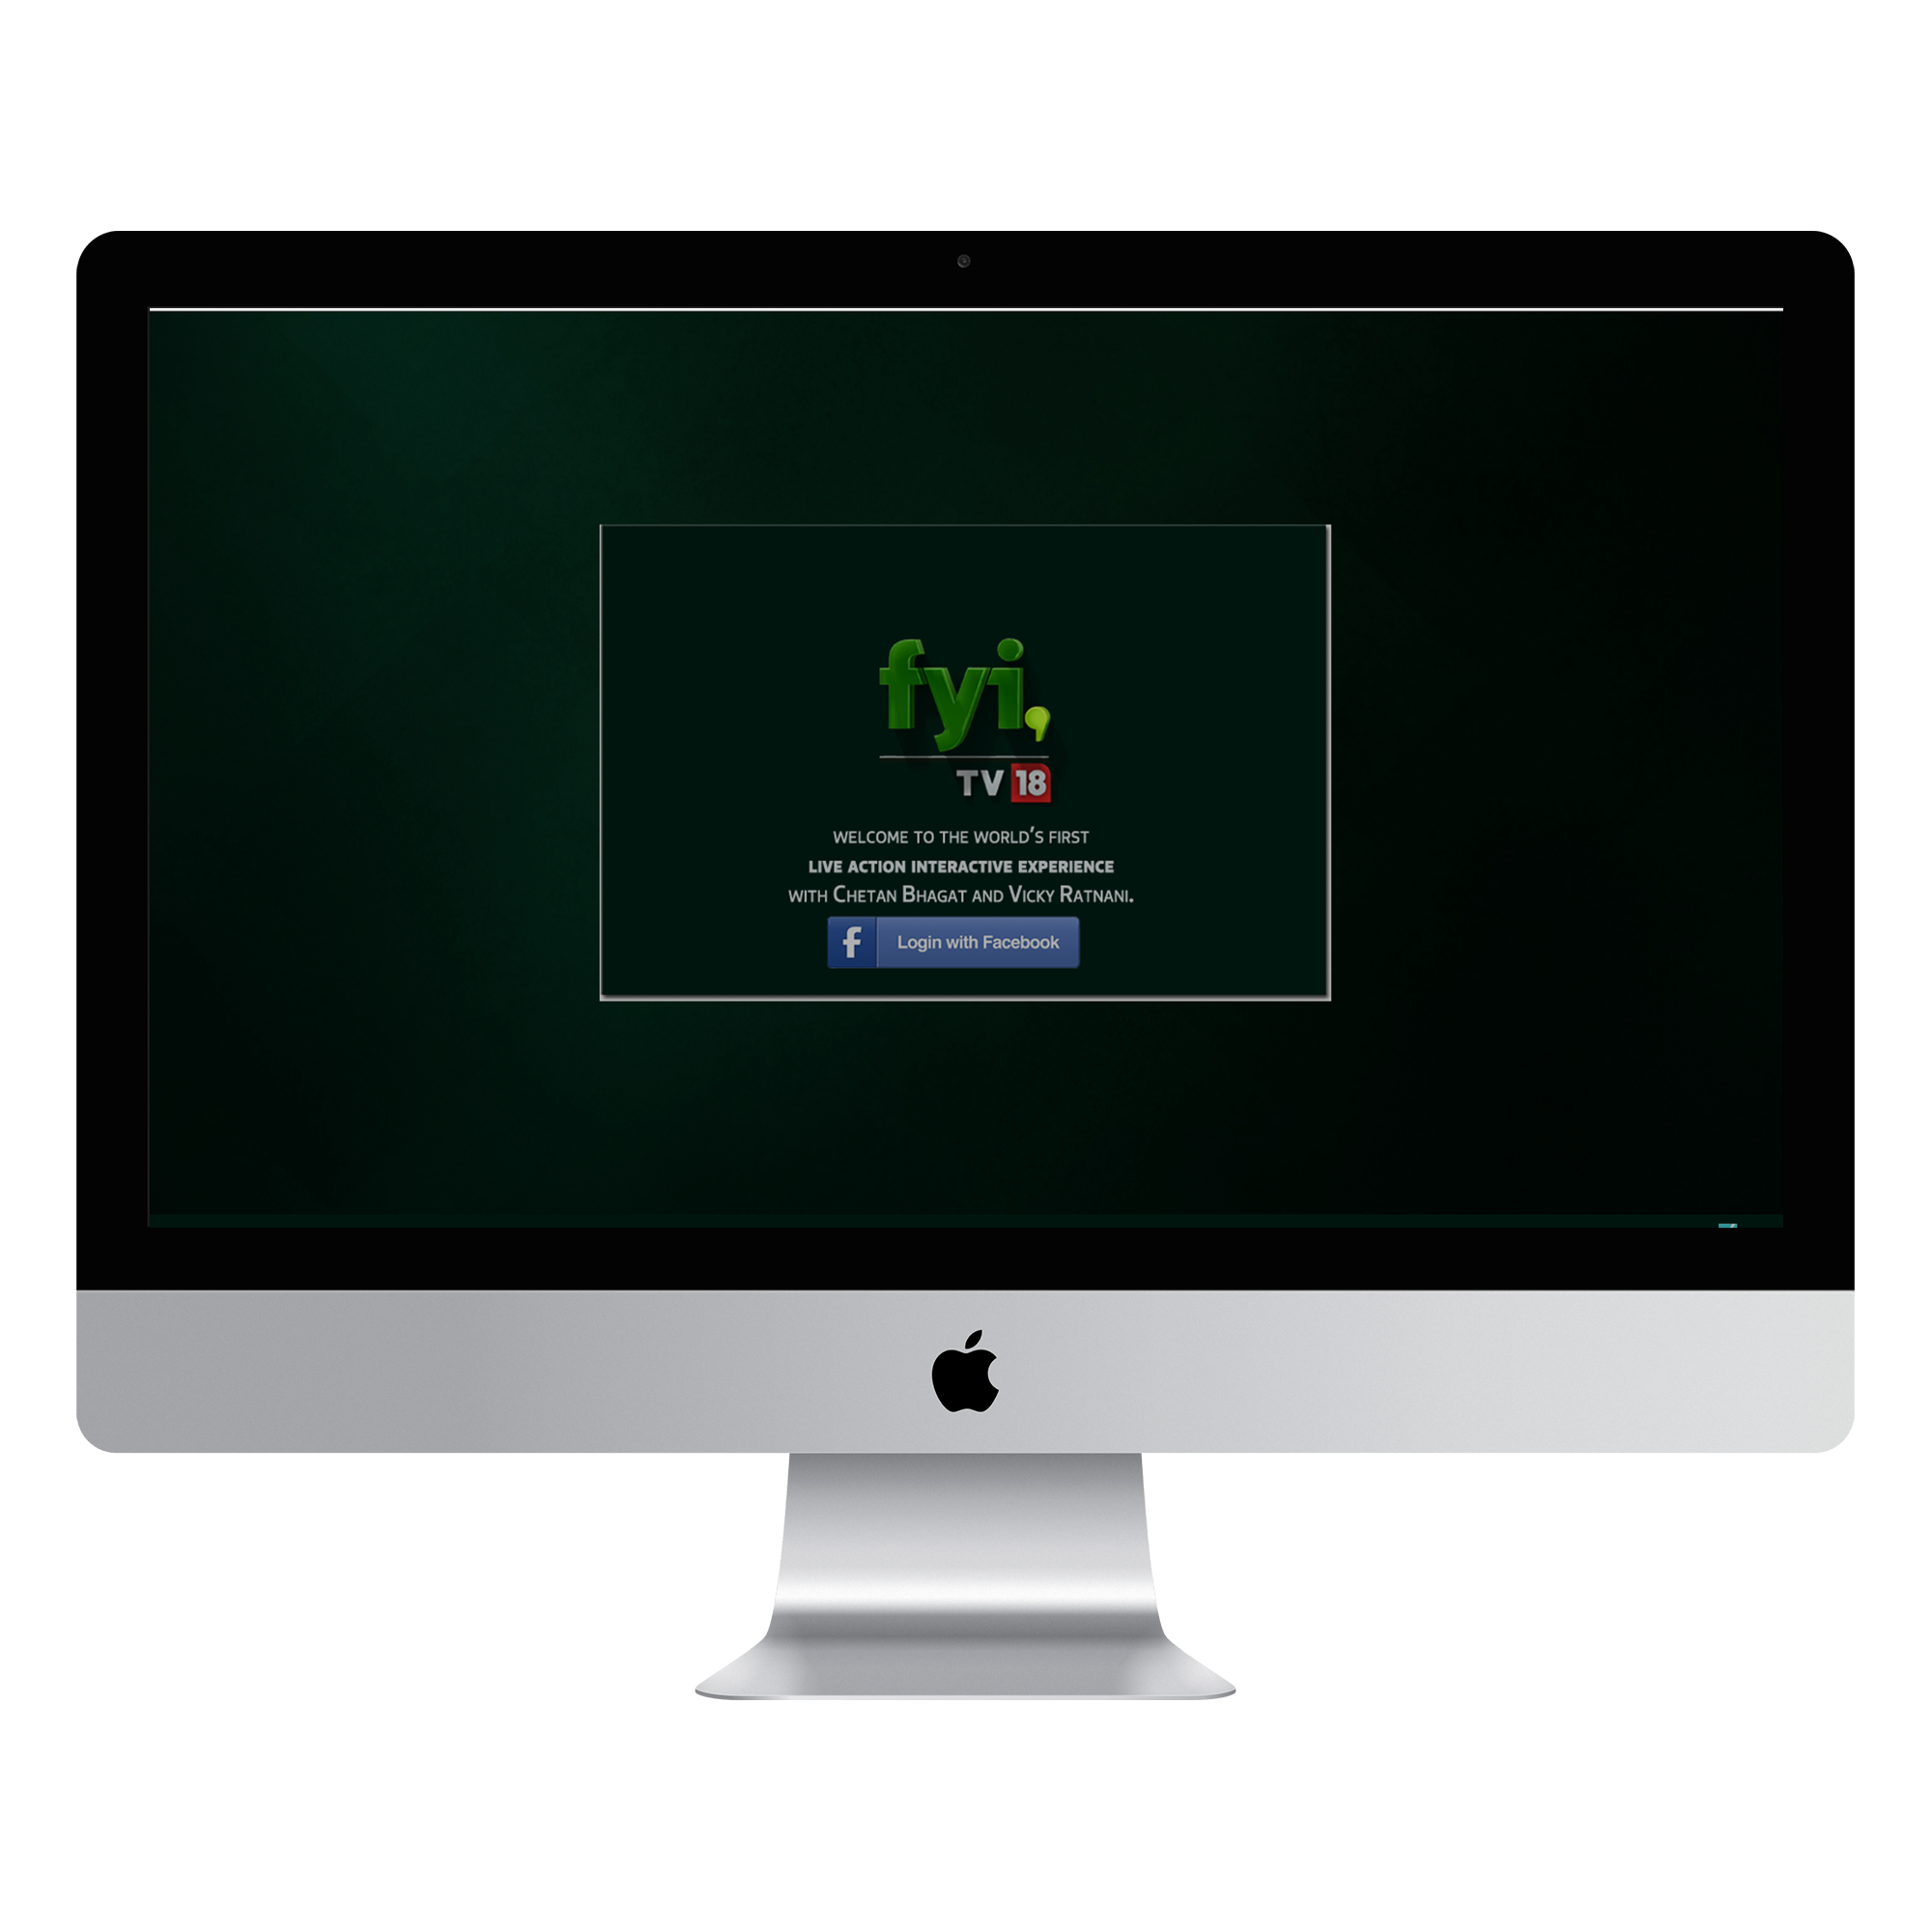 fyi,
TV 18
WELCOME TO THE WORLD'S FIRST
LIVE ACTION INTERACTIVE EXPERIENCE
WITH CHETAN BHAGAT AND VICKY RATNANI.
f Login with Facebook